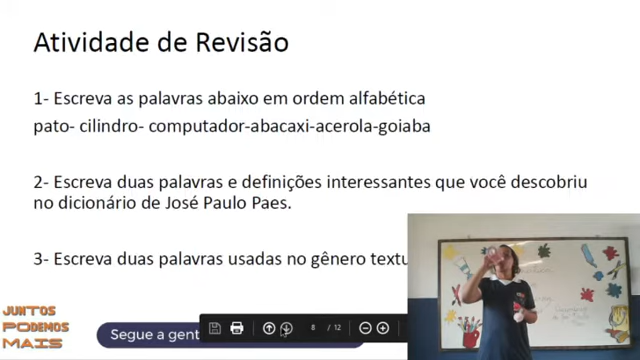 Atividade de Revisão
1- Escreva as palavras abaixo em ordem alfabética
pato- cilindro- computador-abacaxi-acerola-goiaba
2- Escreva duas palavras e definições interessantes que você descobriu
no dicionário de José Paulo Paes.
3- Escreva duas palavras usadas no gênero textu
JUNTOS
PODEMOS
MAIS
Segue a gent
8 / 12